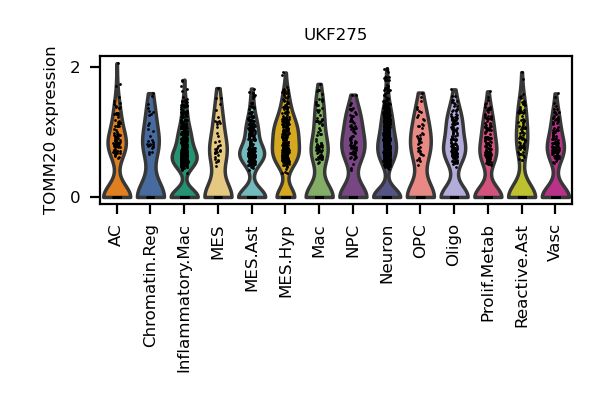 UKF275
TOMM20 expression
2
0
AC
Chromatin.Reg
Inflammatory.Mac
MES
MES.Ast
MES.Hyp
Mac
NPC
Neuron
OPC
Oligo
Prolif.Metab
Reactive.Ast
Vasc